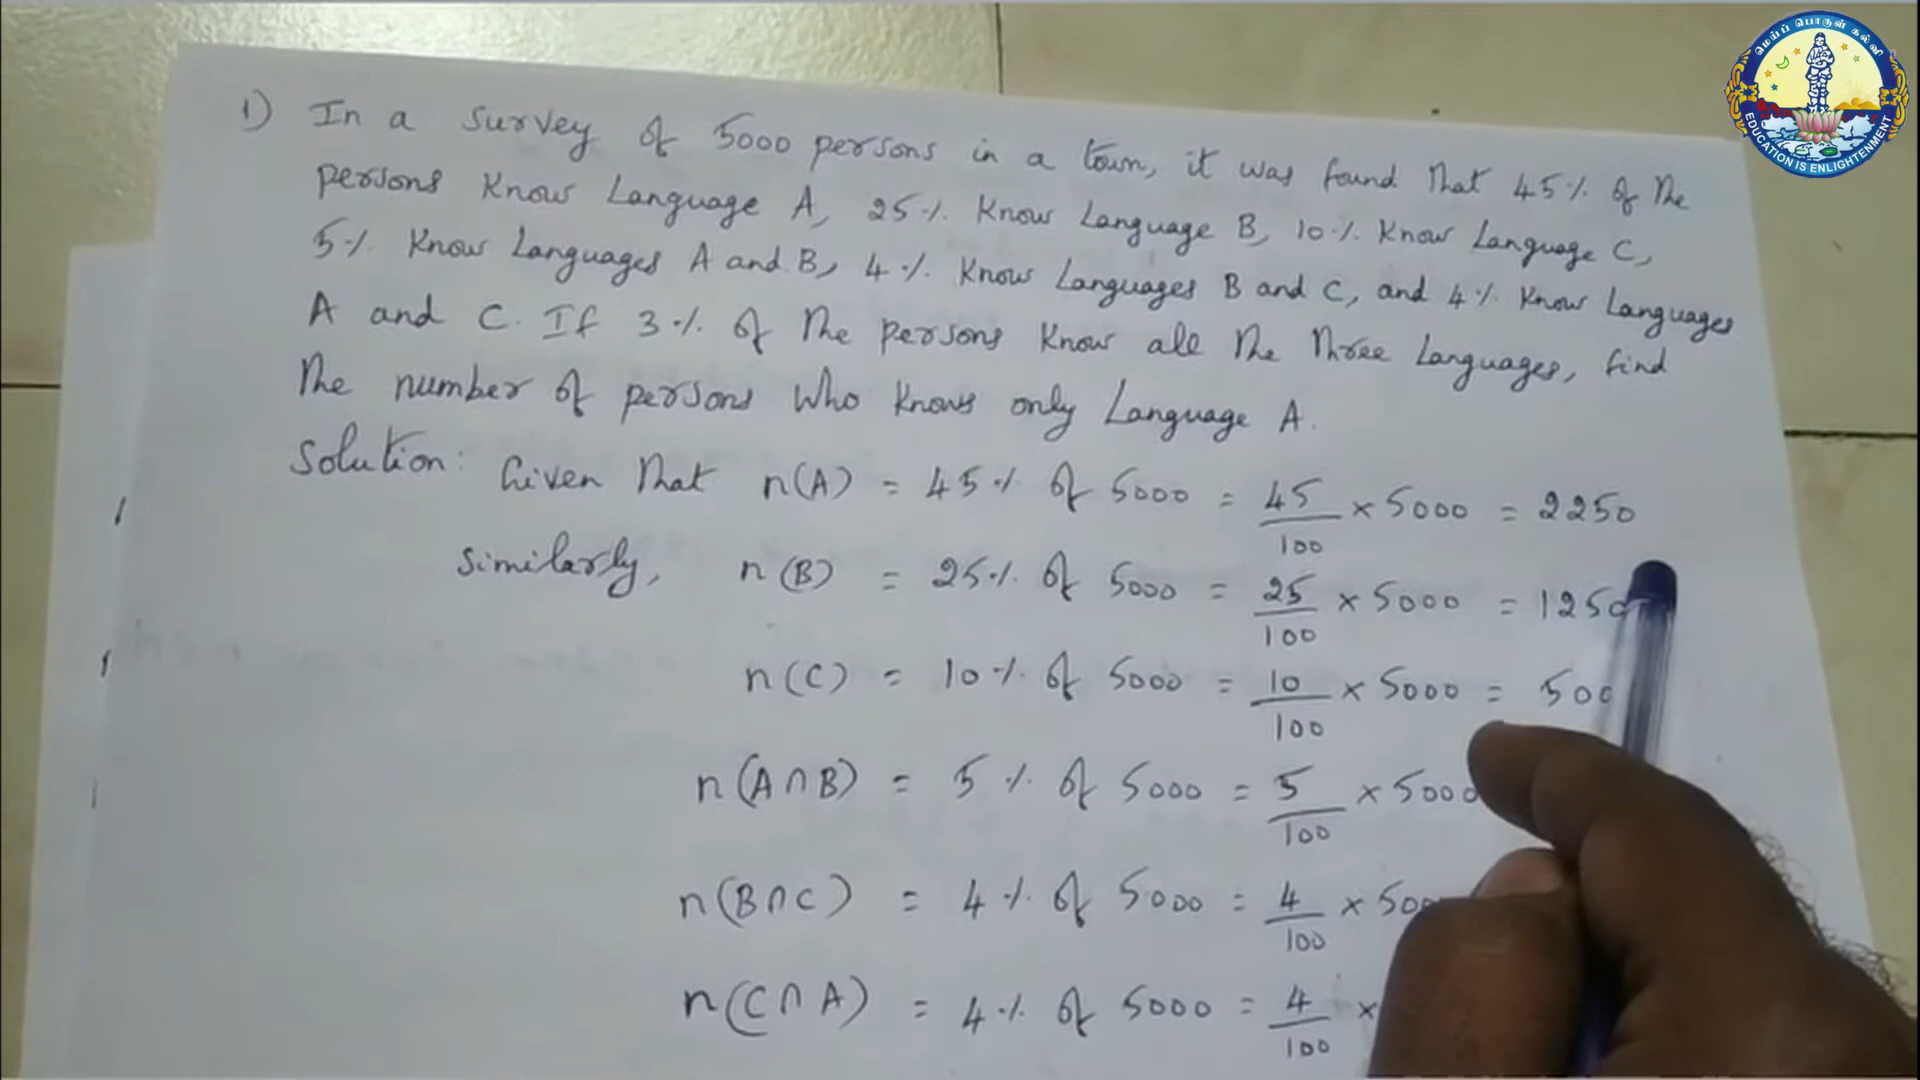 மெய்ப் பொருள் கல்வி
EDUCATION IS ENLIGHTENMENT
1) In a survey of 5000 persons in a town, it was found that 45% of the
persons know Language A, 25% know Language B, 10% know Language C,
5% know Languages A and B, 4% know Languages B and C, and 4% know Languages
A and C. If 3% of the persons know all the three Languages, find
the number of persons who knows only Language A.
Solution: Given that n(A) = 45% of 5000 = 45/100 × 5000 = 2250
Similarly, n(B) = 25% of 5000 = 25/100 × 5000 = 1250
n(C) = 10% of 5000 = 10/100 × 5000 = 500
n(A∩B) = 5% of 5000 = 5/100 × 5000
n(B∩C) = 4% of 5000 = 4/100 × 500
n(C∩A) = 4% of 5000 = 4/100 ×